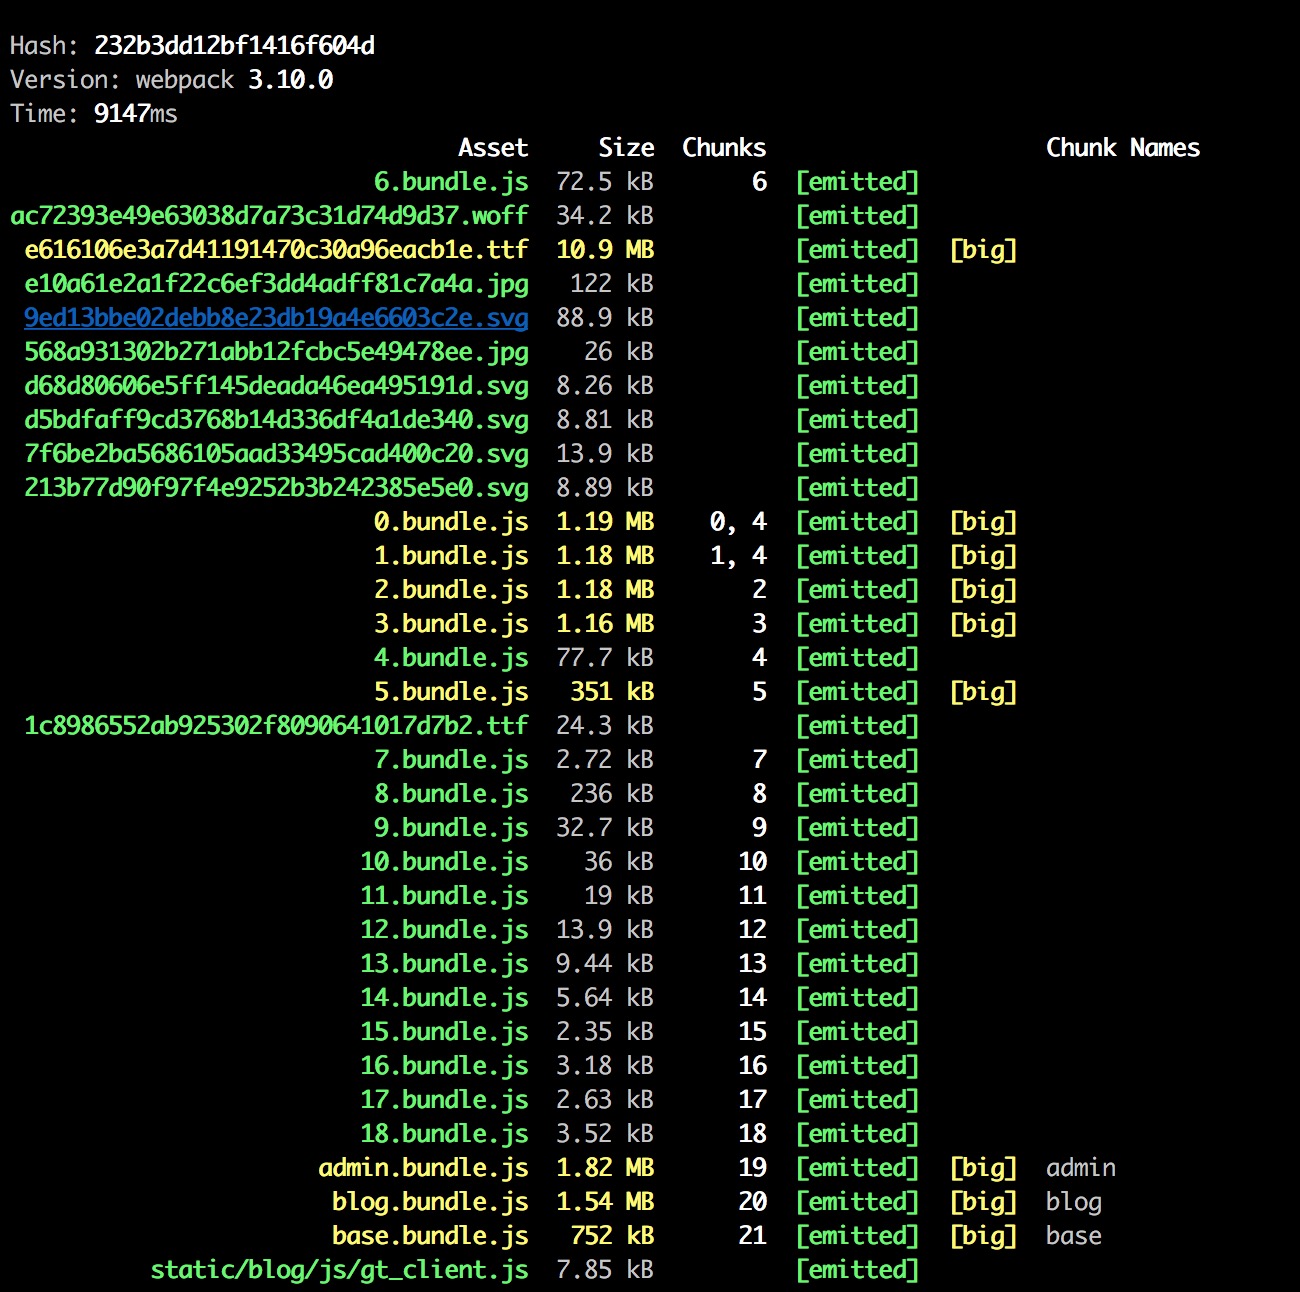 Hash: 232b3dd12bf1416f604d
Version: webpack 3.10.0
Time: 9147ms
Asset Size Chunks Chunk Names
6.bundle.js 72.5 kB 6 [emitted]
ac72393e49e63038d7a73c31d74d9d37.woff 34.2 kB [emitted]
e616106e3a7d41191470c30a96eacb1e.ttf 10.9 MB [emitted] [big]
e10a61e2a1f22c6ef3dd4adff81c7a4a.jpg 122 kB [emitted]
9ed13bbe02debb8e23db19a4e6603c2e.svg 88.9 kB [emitted]
568a931302b271abb12fcbc5e49478ee.jpg 26 kB [emitted]
d68d80606e5ff145deada46ea495191d.svg 8.26 kB [emitted]
d5bdfaff9cd3768b14d336df4a1de340.svg 8.81 kB [emitted]
7f6be2ba5686105aad33495cad400c20.svg 13.9 kB [emitted]
213b77d90f97f4e9252b3b242385e5e0.svg 8.89 kB [emitted]
0.bundle.js 1.19 MB 0, 4 [emitted] [big]
1.bundle.js 1.18 MB 1, 4 [emitted] [big]
2.bundle.js 1.18 MB 2 [emitted] [big]
3.bundle.js 1.16 MB 3 [emitted] [big]
4.bundle.js 77.7 kB 4 [emitted]
5.bundle.js 351 kB 5 [emitted] [big]
1c8986552ab925302f8090641017d7b2.ttf 24.3 kB [emitted]
7.bundle.js 2.72 kB 7 [emitted]
8.bundle.js 236 kB 8 [emitted]
9.bundle.js 32.7 kB 9 [emitted]
10.bundle.js 36 kB 10 [emitted]
11.bundle.js 19 kB 11 [emitted]
12.bundle.js 13.9 kB 12 [emitted]
13.bundle.js 9.44 kB 13 [emitted]
14.bundle.js 5.64 kB 14 [emitted]
15.bundle.js 2.35 kB 15 [emitted]
16.bundle.js 3.18 kB 16 [emitted]
17.bundle.js 2.63 kB 17 [emitted]
18.bundle.js 3.52 kB 18 [emitted]
admin.bundle.js 1.82 MB 19 [emitted] [big] admin
blog.bundle.js 1.54 MB 20 [emitted] [big] blog
base.bundle.js 752 kB 21 [emitted] [big] base
static/blog/js/gt_client.js 7.85 kB [emitted]